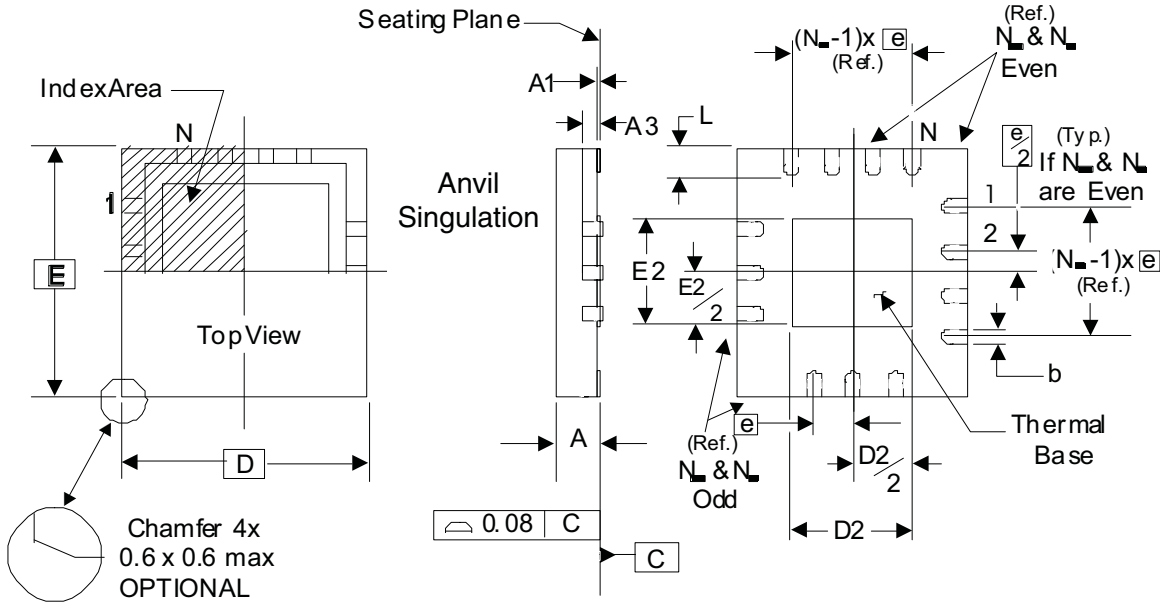 Seating Plane
(Ref.)
(N -1)x e
(Ref.)
N & N
Even
A1
Index Area
L
A3
N
N
e/2
(Typ.)
If N & N
are Even
1
Anvil
Singulation
1
2
E
E2
E2/2
(N -1)x e
(Ref.)
Top View
b
e
A
(Ref.)
D2/2
Thermal
Base
D
N & N
Odd
Chamfer 4x
0.6 x 0.6 max
OPTIONAL
0.08 C
D2
C